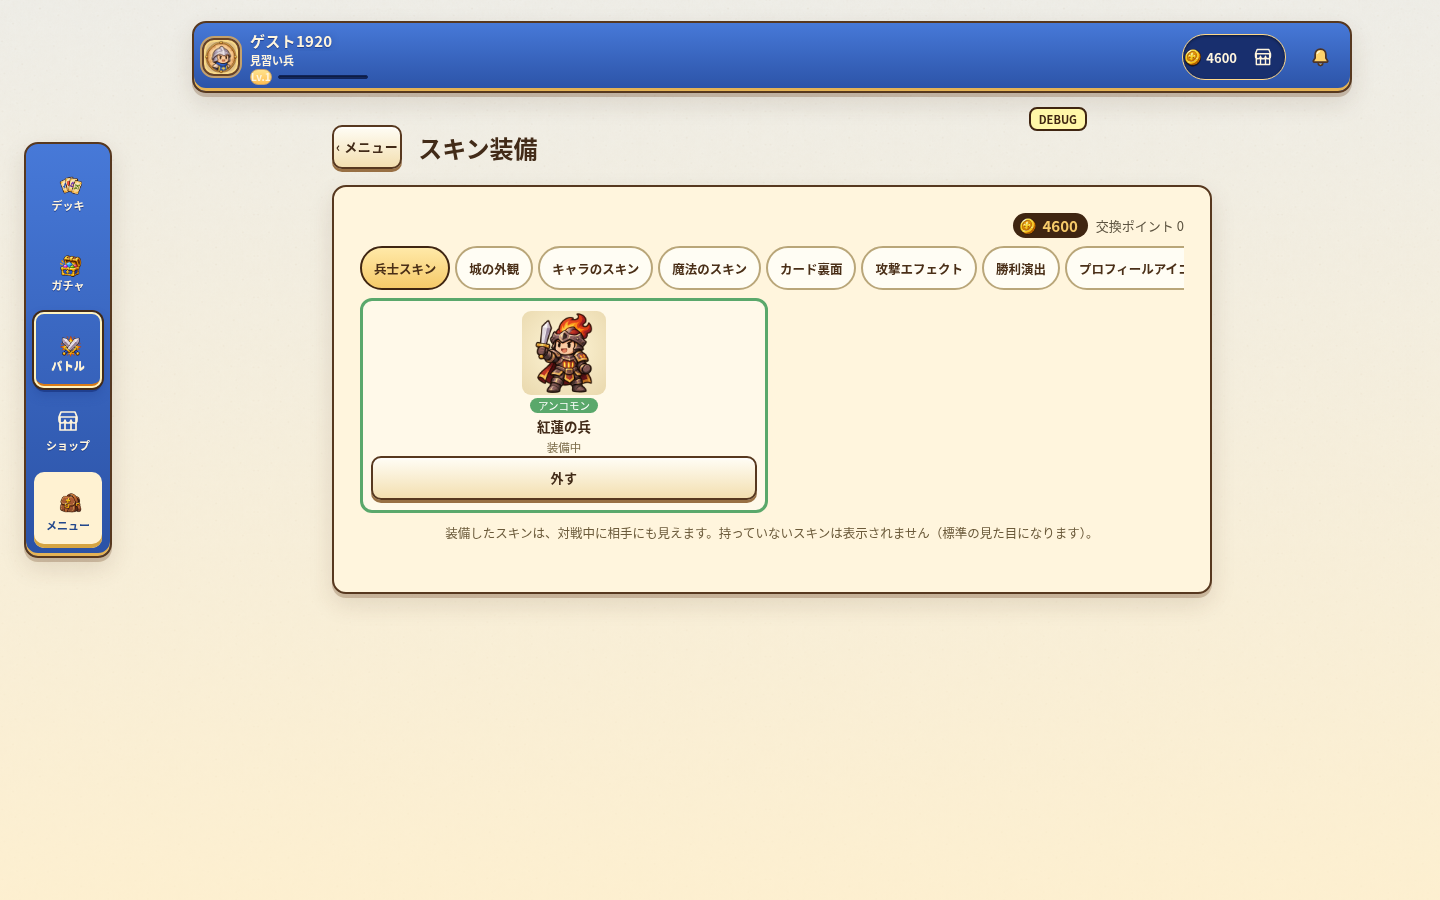 ゲスト1920
見習い兵
Lv.1
4600
DEBUG
‹ メニュー
スキン装備
デッキ
ガチャ
バトル
ショップ
メニュー
4600 交換ポイント 0
兵士スキン 城の外観 キャラのスキン 魔法のスキン カード裏面 攻撃エフェクト 勝利演出 プロフィールアイコ
アンコモン
紅蓮の兵
装備中
外す
装備したスキンは、対戦中に相手にも見えます。持っていないスキンは表示されません（標準の見た目になります）。